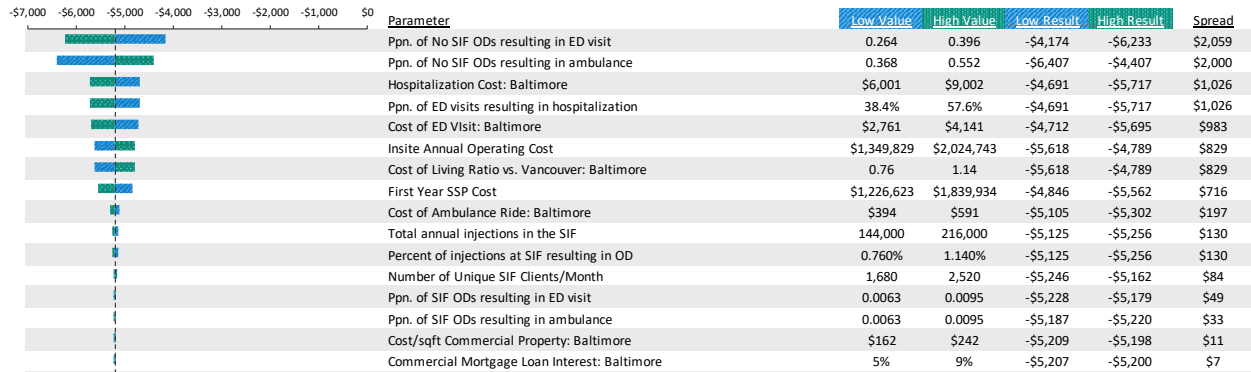 -$7,000 -$6,000 -$5,000 -$4,000 -$3,000 -$2,000 -$1,000 $0
Parameter Low Value High Value Low Result High Result Spread
Ppn. of No SIF ODs resulting in ED visit 0.264 0.396 -$4,174 -$6,233 $2,059
Ppn. of No SIF ODs resulting in ambulance 0.368 0.552 -$6,407 -$4,407 $2,000
Hospitalization Cost: Baltimore $6,001 $9,002 -$4,691 -$5,717 $1,026
Ppn. of ED visits resulting in hospitalization 38.4% 57.6% -$4,691 -$5,717 $1,026
Cost of ED VIsit: Baltimore $2,761 $4,141 -$4,712 -$5,695 $983
Insite Annual Operating Cost $1,349,829 $2,024,743 -$5,618 -$4,789 $829
Cost of Living Ratio vs. Vancouver: Baltimore 0.76 1.14 -$5,618 -$4,789 $829
First Year SSP Cost $1,226,623 $1,839,934 -$4,846 -$5,562 $716
Cost of Ambulance Ride: Baltimore $394 $591 -$5,105 -$5,302 $197
Total annual injections in the SIF 144,000 216,000 -$5,125 -$5,256 $130
Percent of injections at SIF resulting in OD 0.760% 1.140% -$5,125 -$5,256 $130
Number of Unique SIF Clients/Month 1,680 2,520 -$5,246 -$5,162 $84
Ppn. of SIF ODs resulting in ED visit 0.0063 0.0095 -$5,228 -$5,179 $49
Ppn. of SIF ODs resulting in ambulance 0.0063 0.0095 -$5,187 -$5,220 $33
Cost/sqft Commercial Property: Baltimore $162 $242 -$5,209 -$5,198 $11
Commercial Mortgage Loan Interest: Baltimore 5% 9% -$5,207 -$5,200 $7